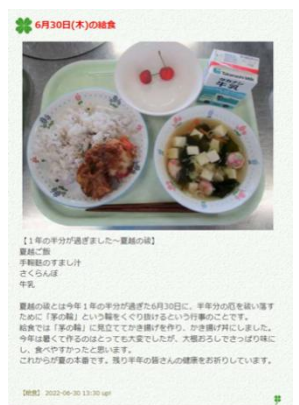 6月30日(木)の給食
牛乳
【１年の半分が過ぎました～夏越の祓】
夏越ご飯
手鞠麩のすまし汁
さくらんぼ
牛乳
夏越の祓とは今年１年の半分が過ぎた6月30日に、半年分の厄を祓い落す
ために「茅の輪」という輪をくぐり抜けるという行事のことです。
給食では「茅の輪」に見立ててかき揚げを作り、かき揚げ丼にしました。
今年は暑くて作るのはとっても大変でしたが、大根おろしでさっぱり味に
し、食べやすかったと思います。
これからが夏の本番です。残り半年の皆さんの健康をお祈りしています。
【給食】 2022-06-30 13:30 up!